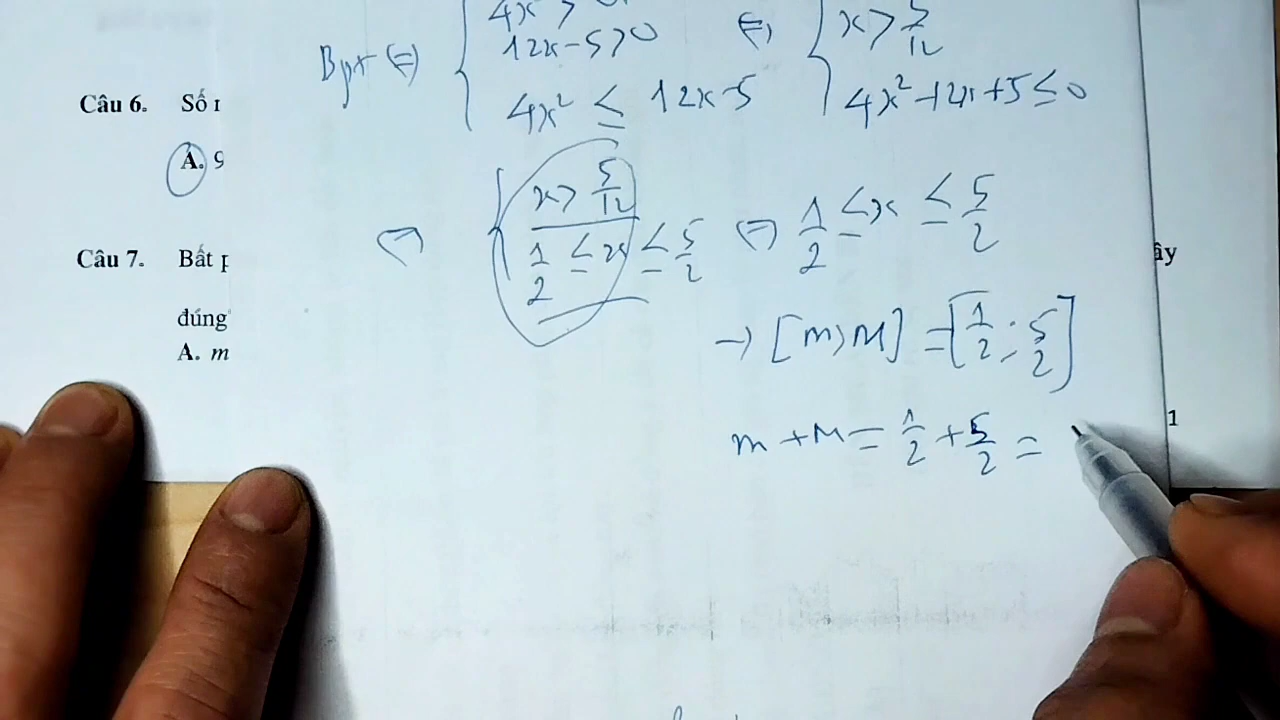 4x > 0
Bpt ⇔ 12x-5>0 ⇔ x > 5/12
4x² ≤ 12x-5 4x²-12x+5≤0
Câu 6. Số
A. 9
⇔ x> 5/12
1/2 ≤ x ≤ 5/2 ⇔ 1/2 ≤ x ≤ 5/2
Câu 7. Bất
ây
đúng
→ [m; M] = [1/2; 5/2]
A. m
1
m + M = 1/2 + 5/2 =